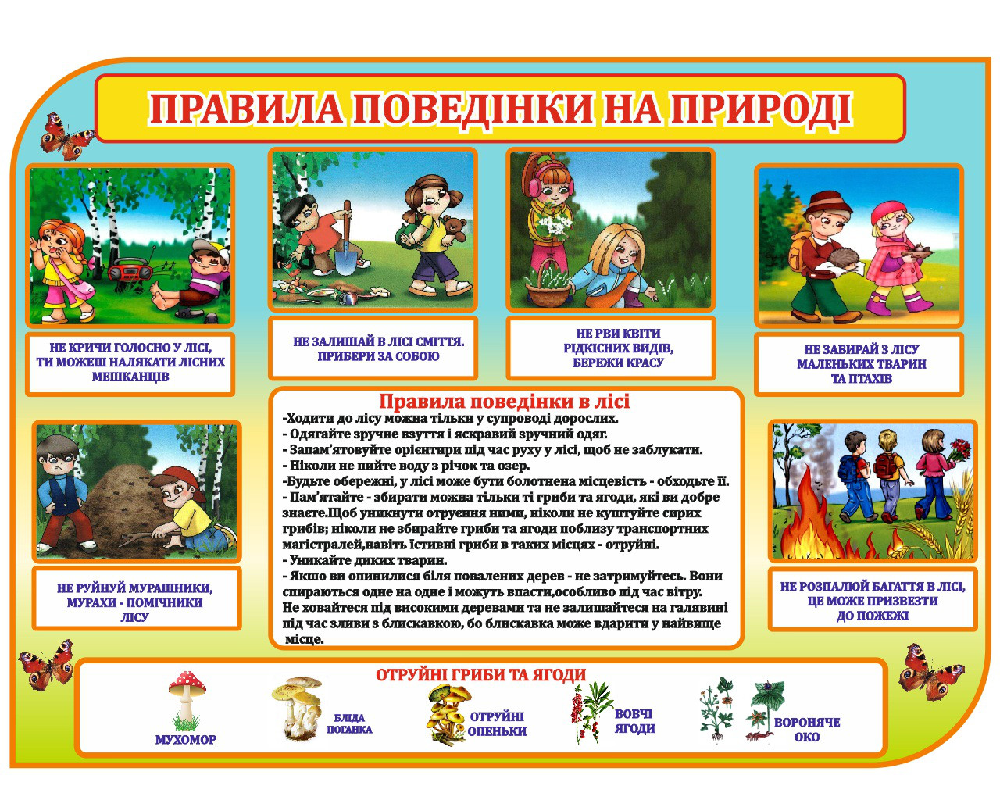 ПРАВИЛА ПОВЕДІНКИ НА ПРИРОДІ
НЕ КРИЧИ ГОЛОСНО У ЛІСІ,
ТИ МОЖЕШ НАЛЯКАТИ ЛІСНИХ
МЕШКАНЦІВ
НЕ ЗАЛИШАЙ В ЛІСІ СМІТТЯ.
ПРИБЕРИ ЗА СОБОЮ
НЕ РВИ КВІТИ
РІДКІСНИХ ВИДІВ,
БЕРЕЖИ КРАСУ
НЕ ЗАБИРАЙ З ЛІСУ
МАЛЕНЬКИХ ТВАРИН
ТА ПТАХІВ
НЕ РУЙНУЙ МУРАШНИКИ,
МУРАХИ - ПОМІЧНИКИ
ЛІСУ
Правила поведінки в лісі
-Ходити до лісу можна тільки у супроводі дорослих.
- Одягайте зручне взуття і яскравий зручний одяг.
- Запам'ятовуйте орієнтири під час руху у лісі, щоб не заблукати.
- Ніколи не пийте воду з річок та озер.
-Будьте обережні, у лісі може бути болотнена місцевість - обходьте її.
- Пам'ятайте - збирати можна тільки ті гриби та ягоди, які ви добре
знаєте.Щоб уникнути отруєння ними, ніколи не куштуйте сирих
грибів; ніколи не збирайте гриби та ягоди поблизу транспортних
магістралей,навіть їстивні гриби в таких місцях - отруйні.
- Уникайте диких тварин.
- Якшо ви опинилися біля повалених дерев - не затримуйтесь. Вони
спираються одне на одне і можуть впасти,особливо під час вітру.
Не ховайтеся під високими деревами та не залишайтеся на галявині
під час зливи з блискавкою, бо блискавка може вдарити у найвище
місце.
НЕ РОЗПАЛЮЙ БАГАТТЯ В ЛІСІ,
ЦЕ МОЖЕ ПРИЗВЕЗТИ
ДО ПОЖЕЖІ
ОТРУЙНІ ГРИБИ ТА ЯГОДИ
МУХОМОР
БЛІДА
ПОГАНКА
ОТРУЙНІ
ОПЕНЬКИ
ВОВЧІ
ЯГОДИ
ВОРОНЯЧЕ
ОКО